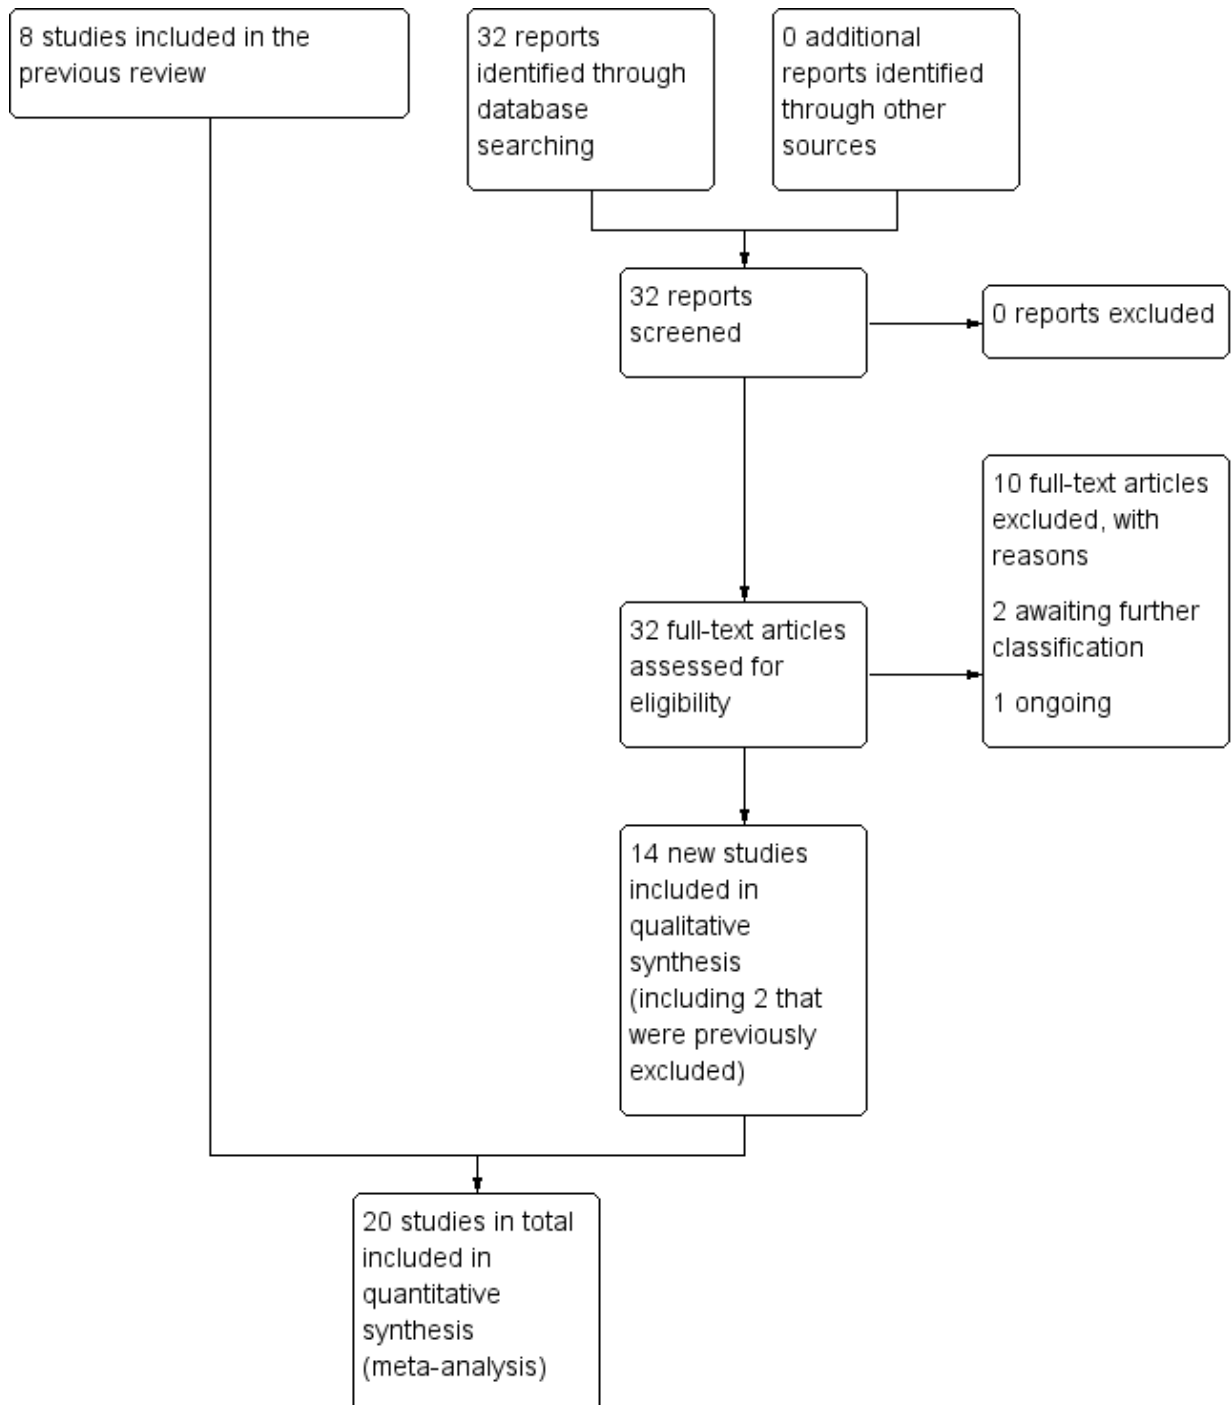 8 studies included in the
previous review
32 reports
identified through
database
searching
0 additional
reports identified
through other
sources
32 reports
screened
0 reports excluded
10 full-text articles
excluded, with
reasons
2 awaiting further
classification
1 ongoing
32 full-text articles
assessed for
eligibility
14 new studies
included in
qualitative
synthesis
(including 2 that
were previously
excluded)
20 studies in total
included in
quantitative
synthesis
(meta-analysis)